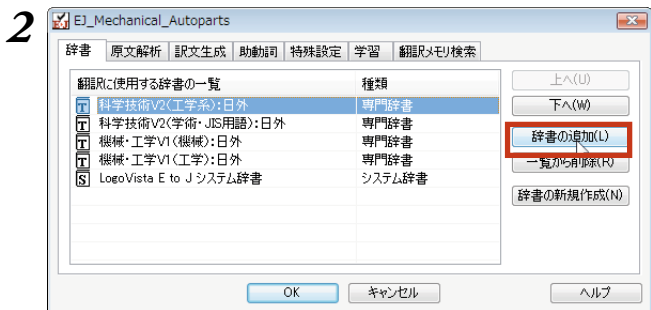 2
EJ_Mechanical_Autoparts
辞書 原文解析 訳文生成 助動詞 特殊設定 学習 翻訳メモリ検索
翻訳に使用する辞書の一覧 種類
T 科学技術V2(工学系):日外 専門辞書
T 科学技術V2(学術・JIS用語):日外 専門辞書
T 機械・工学V1(機械):日外 専門辞書
T 機械・工学V1(工学):日外 専門辞書
S LogoVista E to J システム辞書 システム辞書
上へ(U)
下へ(W)
辞書の追加(L)
一覧から削除(R)
辞書の新規作成(N)
OK キャンセル ヘルプ